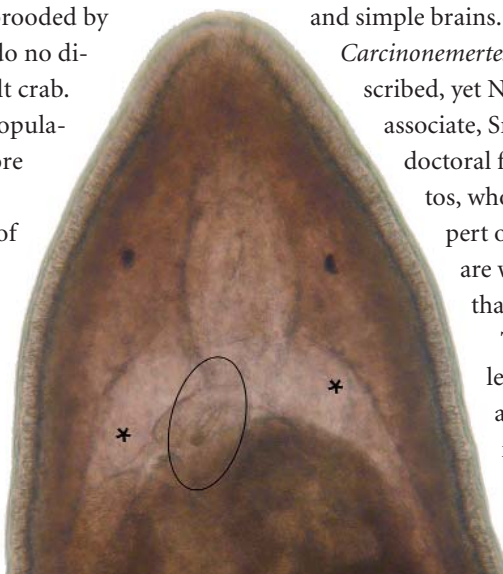 rooded by
do no di-
lt crab.
opula-
ore
of
and simple brains.
Carcinonemerte
scribed, yet N
associate,
doctoral f
tos, who
pert o
are w
tha
le
a
*
*